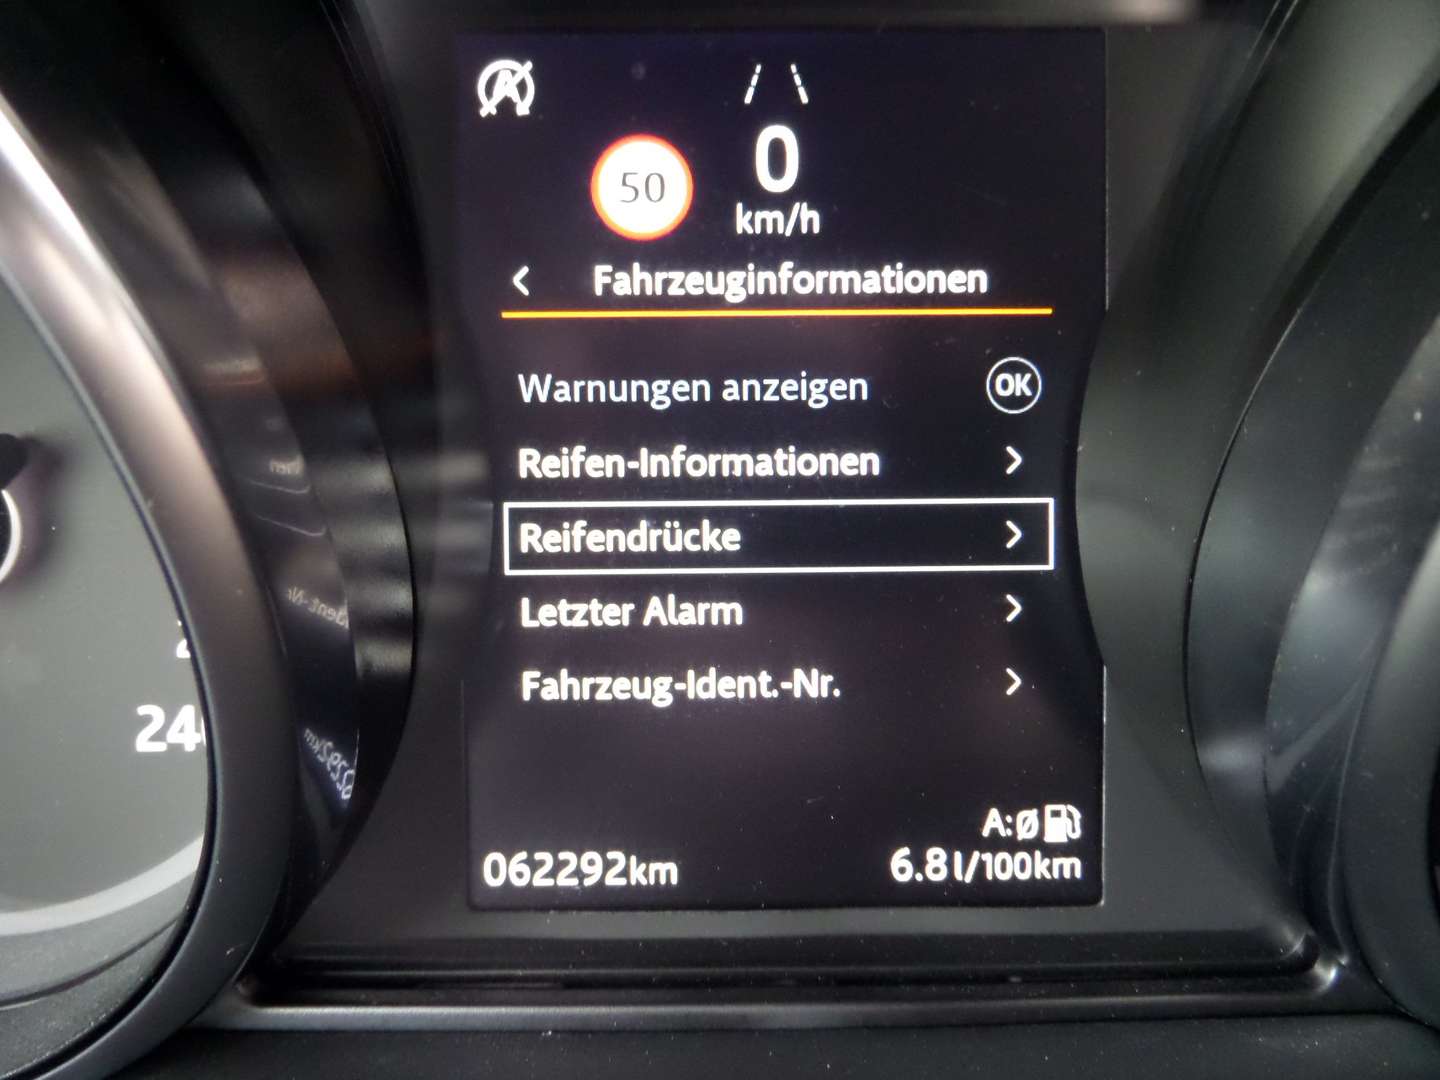 A
50
0
km/h
Fahrzeuginformationen
Warnungen anzeigen OK
Reifen-Informationen
Reifendrücke
Letzter Alarm
Fahrzeug-Ident.-Nr.
A:Ø
062292km 6.8 l/100km